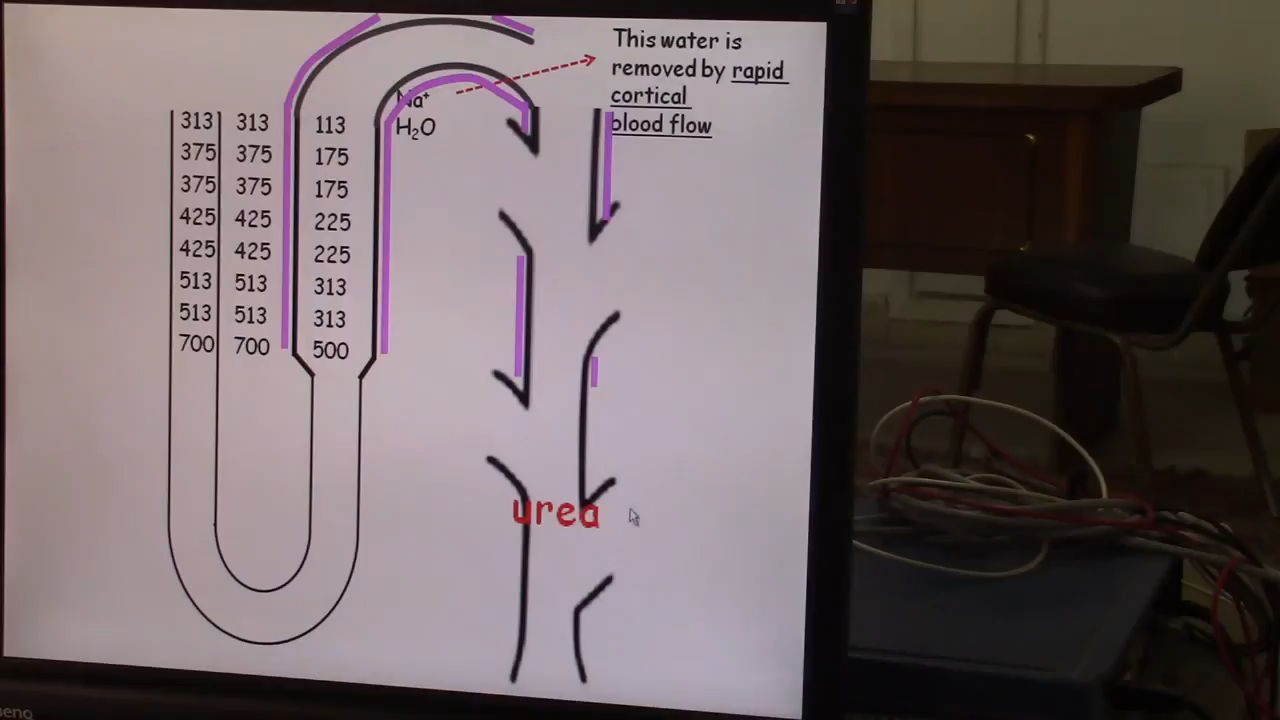 This water is
removed by rapid
cortical
blood flow
Na⁺
H₂O
313 313 113
375 375 175
375 375 175
425 425 225
425 425 225
513 513 313
513 513 313
700 700 500
urea